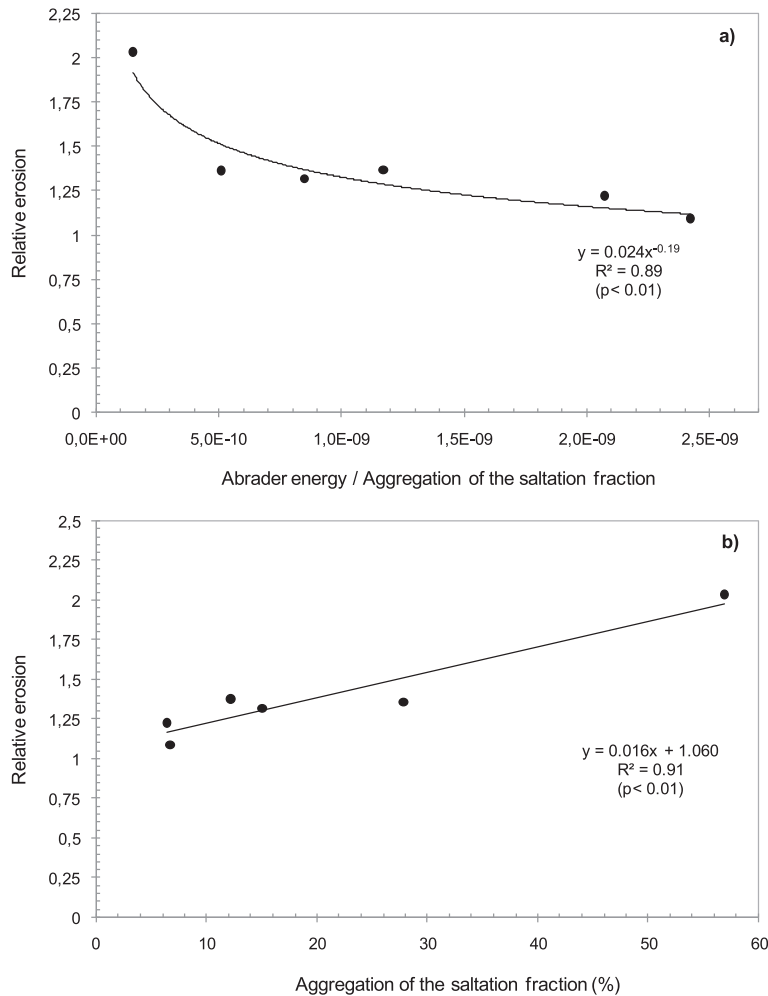 2,25
a)
2
1,75
1,5
1,25
1
0,75
0,5
0,25
0
Relative erosion
y = 0.024x-0.19
R² = 0.89
(p< 0.01)
0,0E+00 5,0E-10 1,0E-09 1,5E-09 2,0E-09 2,5E-09
Abrader energy / Aggregation of the saltation fraction
2,5
b)
2,25
2
1,75
1,5
1,25
1
0,75
0,5
0,25
0
Relative erosion
y = 0.016x + 1.060
R² = 0.91
(p< 0.01)
0 10 20 30 40 50 60
Aggregation of the saltation fraction (%)